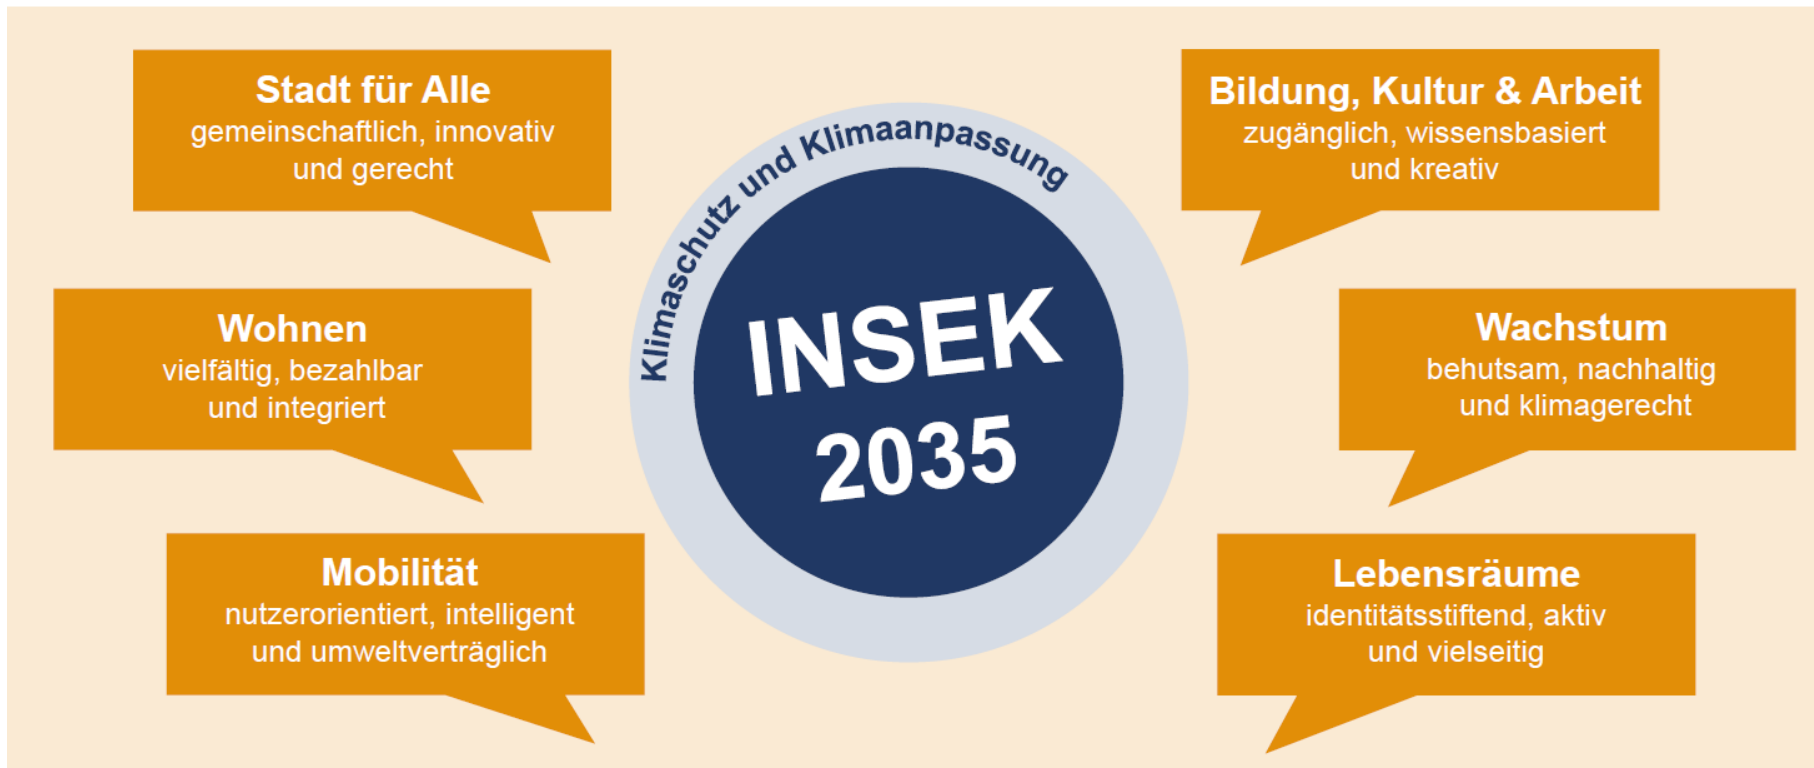 Stadt für Alle
gemeinschaftlich, innovativ
und gerecht
Wohnen
vielfältig, bezahlbar
und integriert
Mobilität
nutzerorientiert, intelligent
und umweltverträglich
Klimaschutz und Klimaanpassung
INSEK
2035
Bildung, Kultur & Arbeit
zugänglich, wissensbasiert
und kreativ
Wachstum
behutsam, nachhaltig
und klimagerecht
Lebensräume
identitätsstiftend, aktiv
und vielseitig